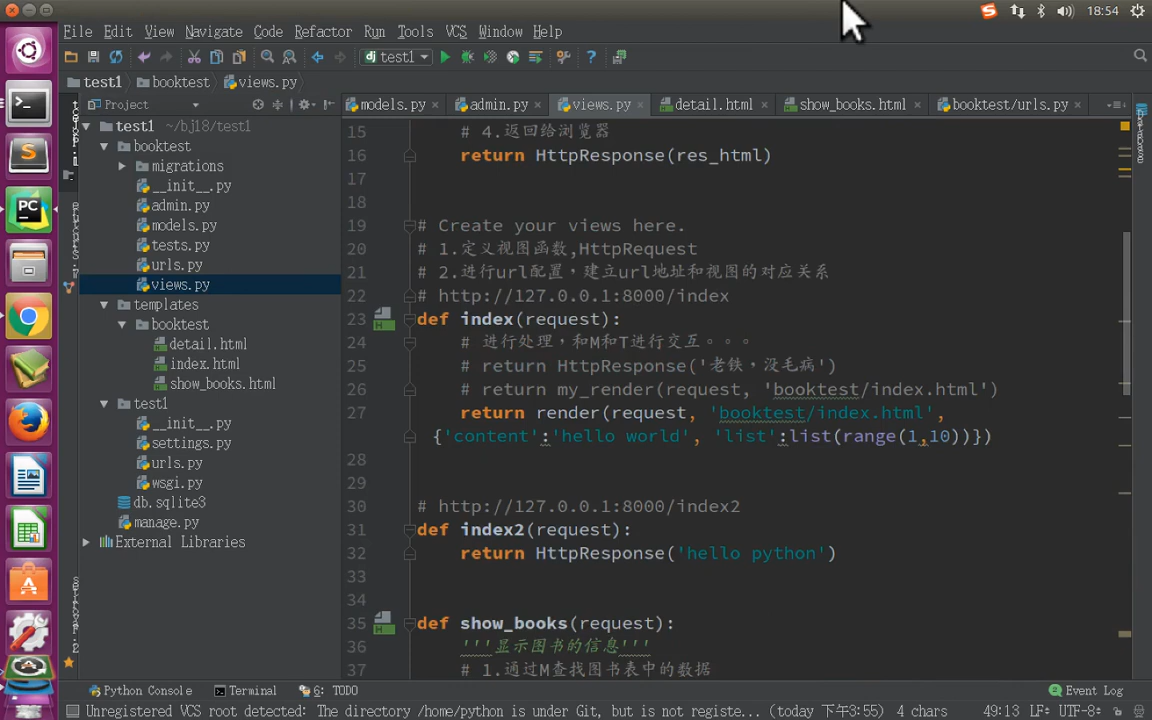 18:54
File Edit View Navigate Code Refactor Run Tools VCS Window Help
dj test1
test1 booktest views.py
Project
models.py admin.py views.py detail.html show_books.html booktest/urls.py
test1 ~/bj18/test1
booktest
migrations
__init__.py
admin.py
models.py
tests.py
urls.py
views.py
templates
booktest
detail.html
index.html
show_books.html
test1
__init__.py
settings.py
urls.py
wsgi.py
db.sqlite3
manage.py
External Libraries
15 # 4.返回给浏览器
16 return HttpResponse(res_html)
17
18
19 # Create your views here.
20 # 1.定义视图函数,HttpRequest
21 # 2.进行url配置，建立url地址和视图的对应关系
22 # http://127.0.0.1:8000/index
23 def index(request):
24 # 进行处理，和M和T进行交互。。。
25 # return HttpResponse('老铁，没毛病')
26 # return my_render(request, 'booktest/index.html')
27 return render(request, 'booktest/index.html',
{'content':'hello world', 'list':list(range(1,10))})
28
29
30 # http://127.0.0.1:8000/index2
31 def index2(request):
32 return HttpResponse('hello python')
33
34
35 def show_books(request):
36 '''显示图书的信息'''
37 # 1.通过M查找图书表中的数据
Python Console Terminal 6: TODO Event Log
Unregistered VCS root detected: The directory /home/python is under Git, but is not registe... (today 下午3:55) 4 chars 49:13 LF÷ UTF-8÷